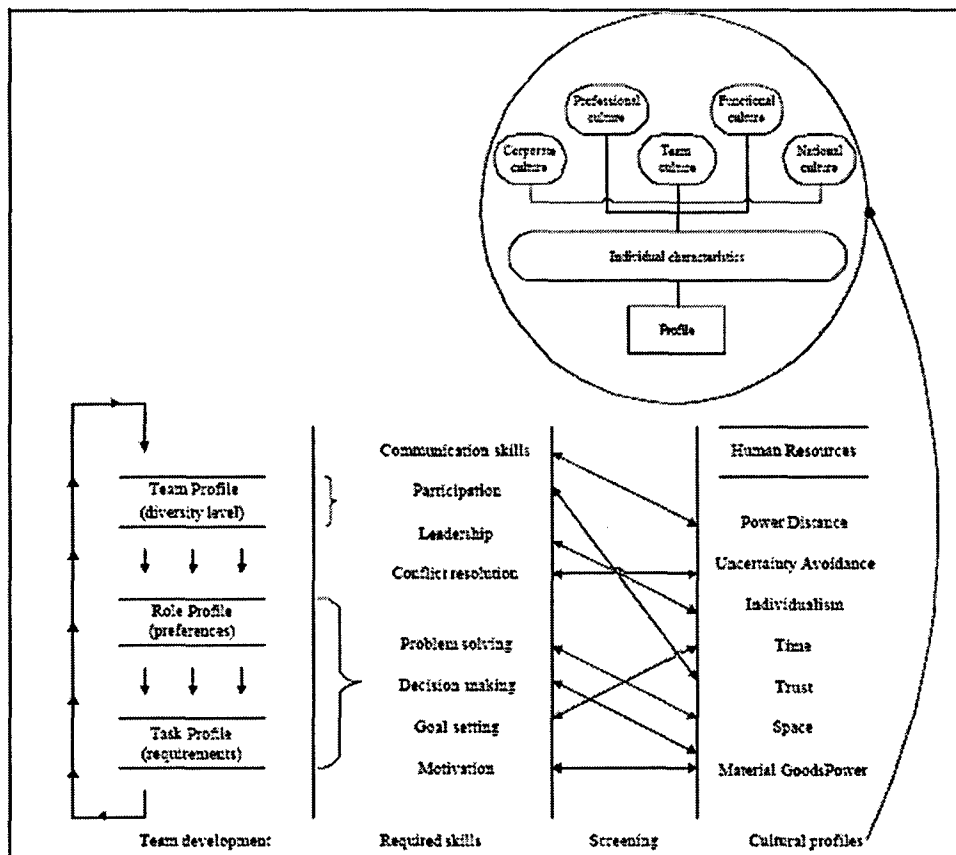 Professional
culture
Functional
culture
Corporate
culture
Team
culture
National
culture
Individual characteristics
Profile
Communication skills
Human Resources
Team Profile
(diversity level)
Participation
Power Distance
Leadership
Uncertainty Avoidance
Conflict resolution
Role Profile
(preferences)
Individualism
Problem solving
Time
Decision making
Trust
Goal setting
Space
Task Profile
(requirements)
Motivation
Material GoodsPower
Team development
Required skills
Screening
Cultural profiles